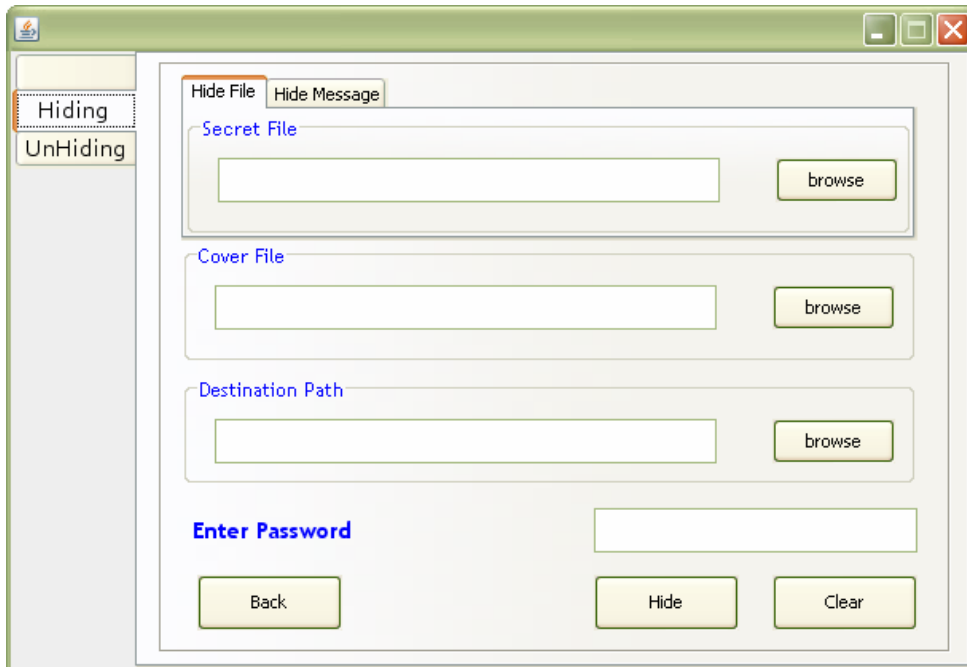 Hiding
UnHiding
Hide File Hide Message
Secret File
browse
Cover File
browse
Destination Path
browse
Enter Password
Back Hide Clear